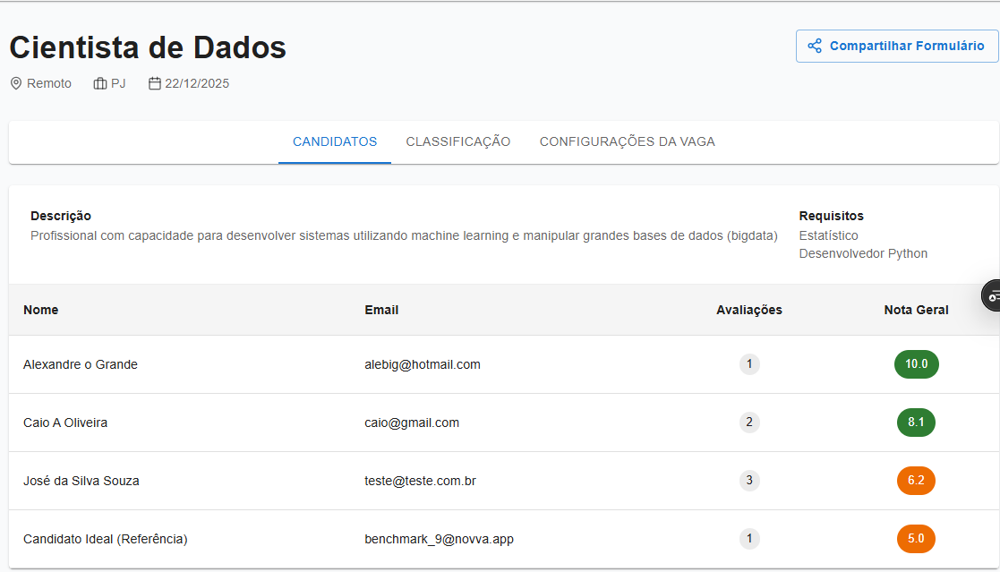 Cientista de Dados
Compartilhar Formulário
Remoto PJ 22/12/2025
CANDIDATOS CLASSIFICAÇÃO CONFIGURAÇÕES DA VAGA
Descrição
Profissional com capacidade para desenvolver sistemas utilizando machine learning e manipular grandes bases de dados (bigdata)
Requisitos
Estatístico
Desenvolvedor Python
Nome Email Avaliações Nota Geral
Alexandre o Grande alebig@hotmail.com 1 10.0
Caio A Oliveira caio@gmail.com 2 8.1
José da Silva Souza teste@teste.com.br 3 6.2
Candidato Ideal (Referência) benchmark_9@novva.app 1 5.0